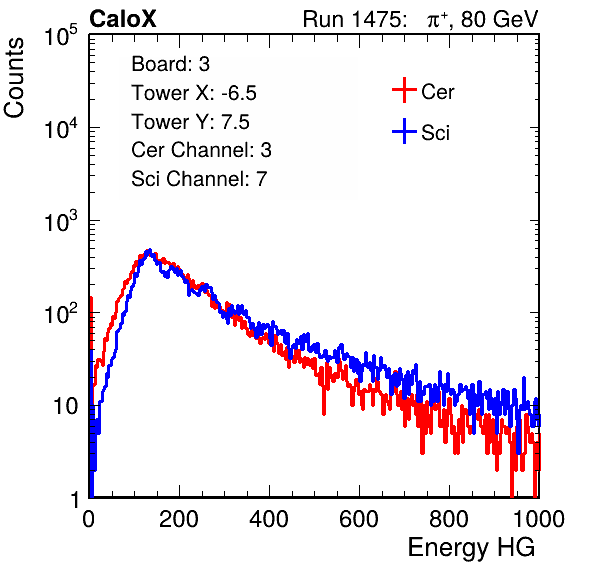 CaloX Run 1475: π⁺, 80 GeV
Counts
10⁵
10⁴
10³
10²
10
1
Board: 3
Tower X: -6.5
Tower Y: 7.5
Cer Channel: 3
Sci Channel: 7
Cer
Sci
0 200 400 600 800 1000
Energy HG